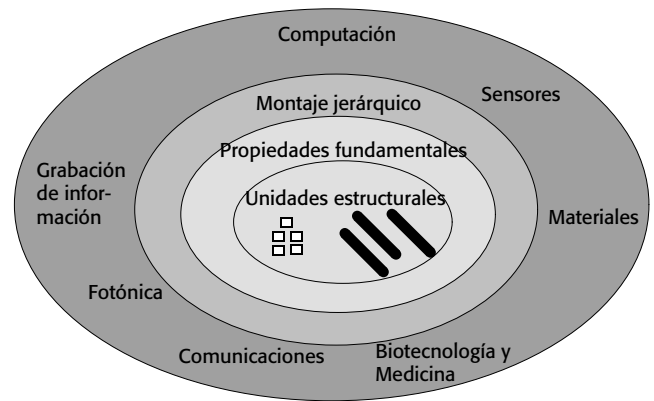 Computación
Sensores
Montaje jerárquico
Propiedades fundamentales
Grabación
de infor-
mación
Unidades estructurales
Materiales
Fotónica
Comunicaciones
Biotecnología y
Medicina